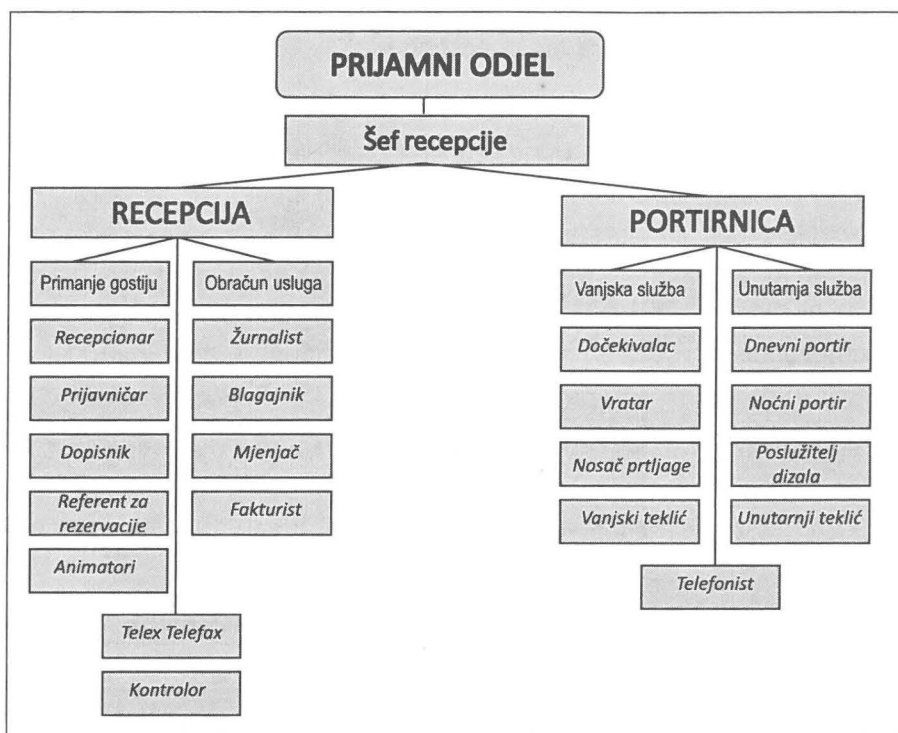 PRIJAMNI ODJEL
Šef recepcije
RECEPCIJA
Primanje gostiju
Recepcionar
Prijavničar
Dopisnik
Referent za
rezervacije
Animatori
Obračun usluga
Žurnalist
Blagajnik
Mjenjač
Fakturist
Telex Telefax
Kontrolor
PORTIRNICA
Vanjska služba
Dočekivalac
Vratar
Nosač prtljage
Vanjski teklić
Unutarnja služba
Dnevni portir
Noćni portir
Poslužitelj
dizala
Unutarnji teklić
Telefonist